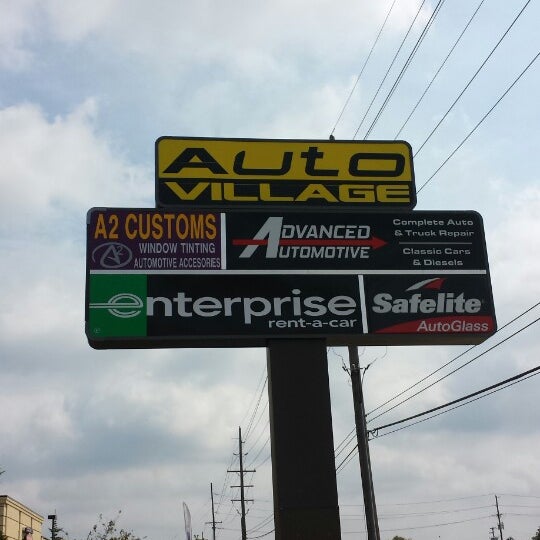 Auto
VILLAGE
A2 CUSTOMS
WINDOW TINTING
A2
AUTOMOTIVE ACCESORIES
ADVANCED
AUTOMOTIVE
Complete Auto
& Truck Repair
Classic Cars
& Diesels
enterprise
rent-a-car
Safelite
AutoGlass